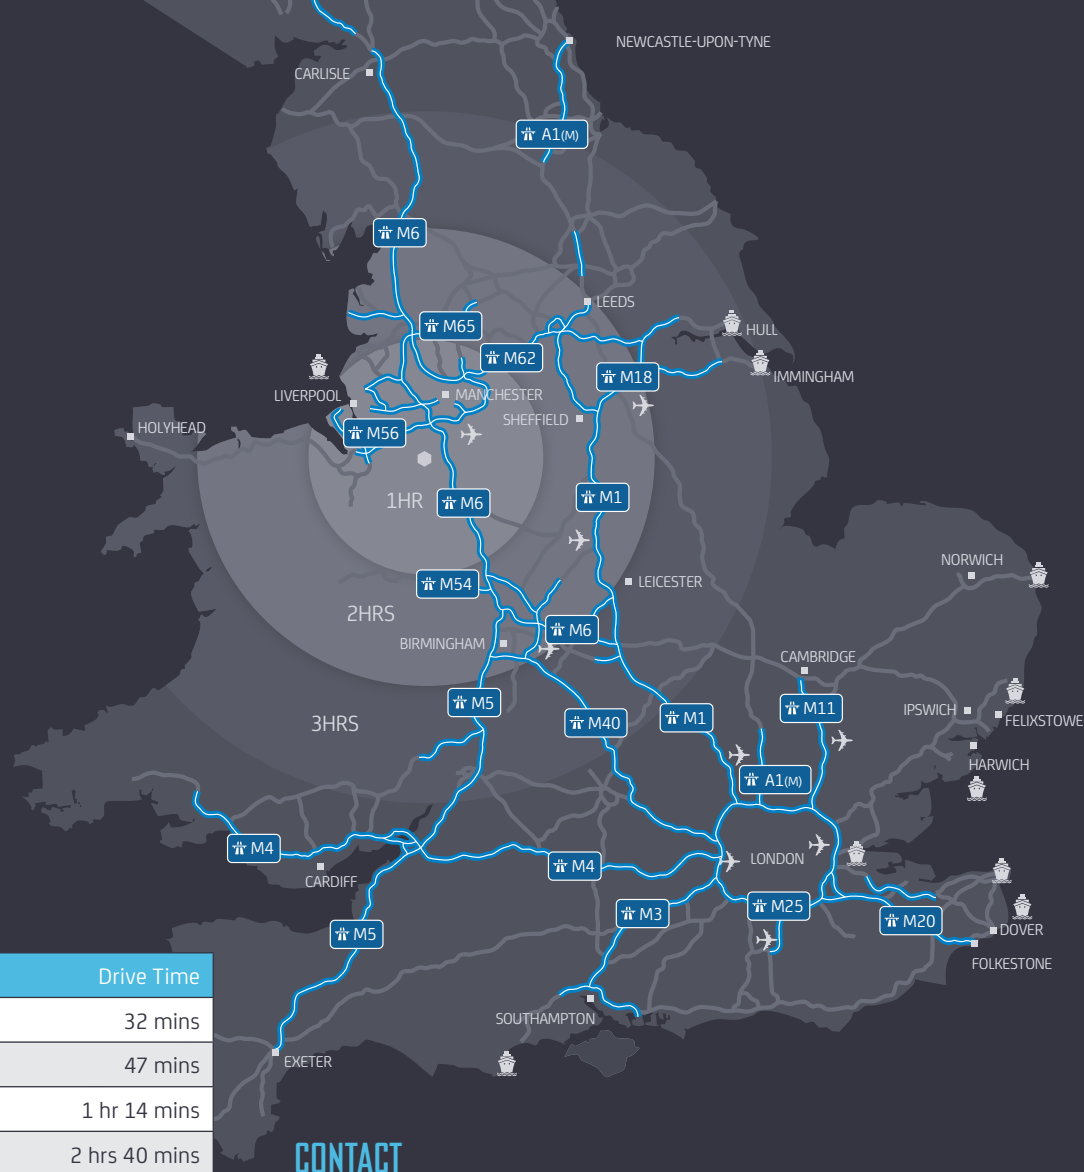 NEWCASTLE-UPON-TYNE
CARLISLE
A1(M)
M6
LEEDS
M65
HULL
M62
IMMINGHAM
M18
LIVERPOOL
MANCHESTER
SHEFFIELD
HOLYHEAD
M56
1HR
M6
M1
NORWICH
M54
LEICESTER
2HRS
M6
BIRMINGHAM
CAMBRIDGE
M5
M11
IPSWICH
3HRS
M40
M1
FELIXSTOWE
HARWICH
A1(M)
M4
LONDON
M4
CARDIFF
M25
M3
M20
M5
DOVER
FOLKESTONE
Drive Time
SOUTHAMPTON
32 mins
EXETER
47 mins
1 hr 14 mins
2 hrs 40 mins
CONTACT